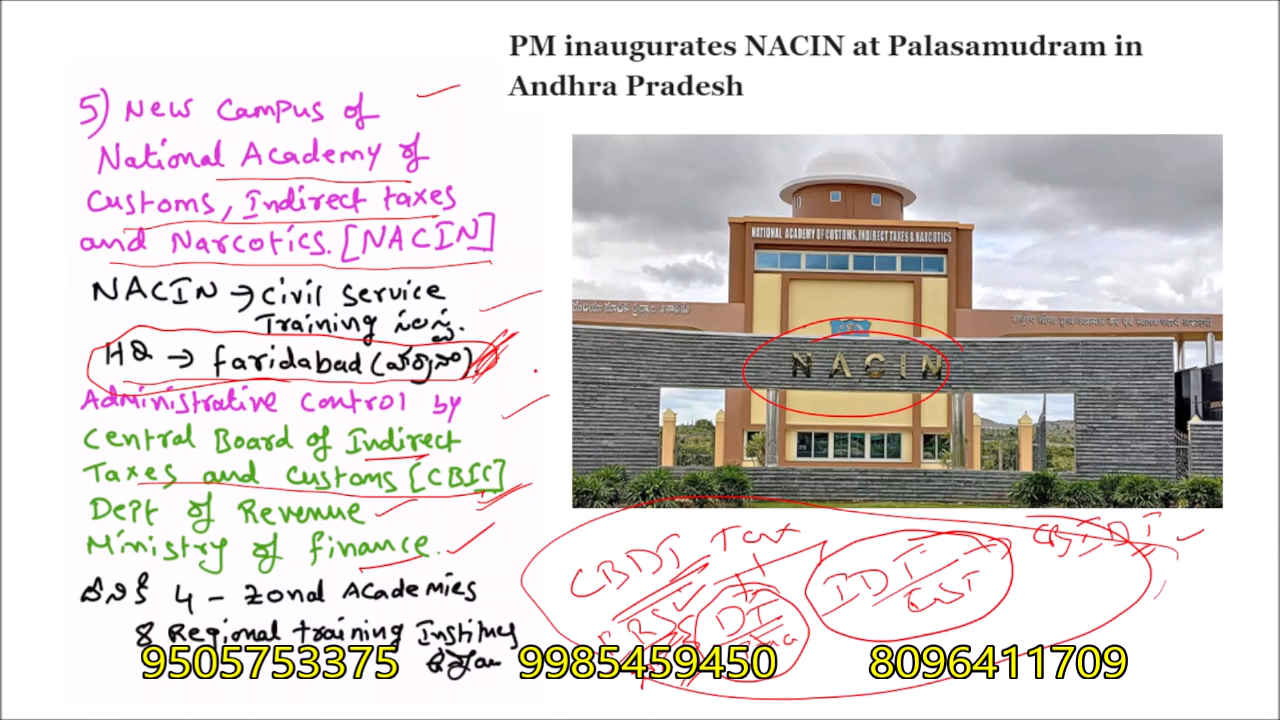 PM inaugurates NACIN at Palasamudram in
Andhra Pradesh
5) New Campus of
National Academy of
Customs, Indirect taxes
and Narcotics. [NACIN]
NACIN → Civil Service
Training సంస్థ.
HQ → faridabad (హర్యానా)
Administrative control by
Central Board of Indirect
Taxes and Customs [CBIC]
Dept of Revenue
Ministry of finance.
దీనికి 4 - Zonal Academies
8 Regional training Institues
NATIONAL ACADEMY OF CUSTOMS, INDIRECT TAXES & NARCOTICS
NACIN
CBDT Tax
DT
IDT
GST
9505753375 9985459450 8096411709